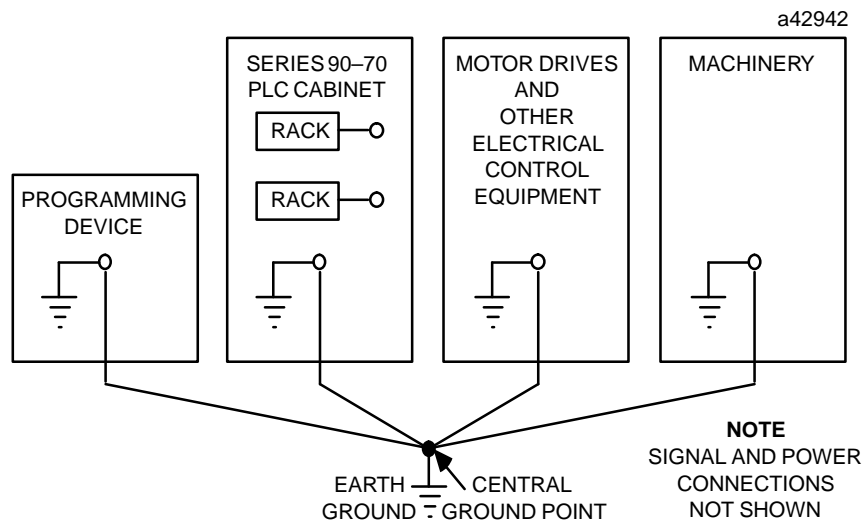 a42942
SERIES 90–70
PLC CABINET
RACK
RACK
MOTOR DRIVES
AND
OTHER
ELECTRICAL
CONTROL
EQUIPMENT
MACHINERY
PROGRAMMING
DEVICE
EARTH
GROUND
CENTRAL
GROUND POINT
NOTE
SIGNAL AND POWER
CONNECTIONS
NOT SHOWN